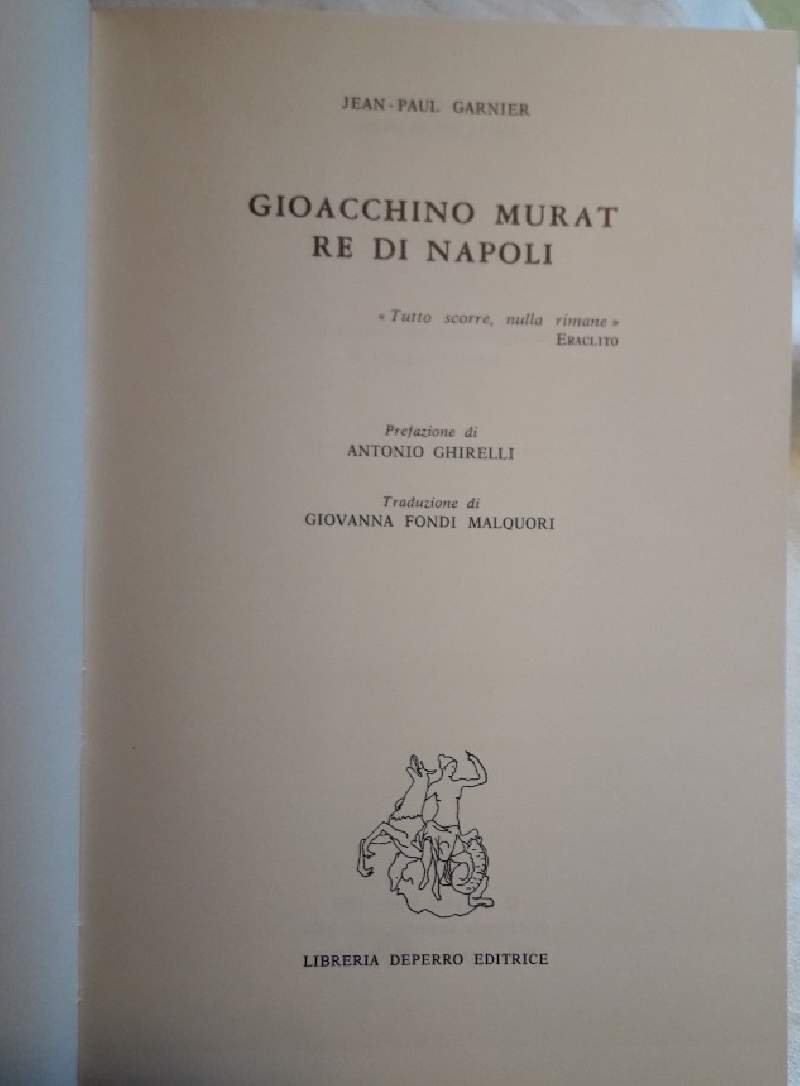 JEAN-PAUL GARNIER
GIOACCHINO MURAT
RE DI NAPOLI
« Tutto scorre, nulla rimane »
ERACLITO
Prefazione di
ANTONIO GHIRELLI
Traduzione di
GIOVANNA FONDI MALQUORI
LIBRERIA DEPERRO EDITRICE